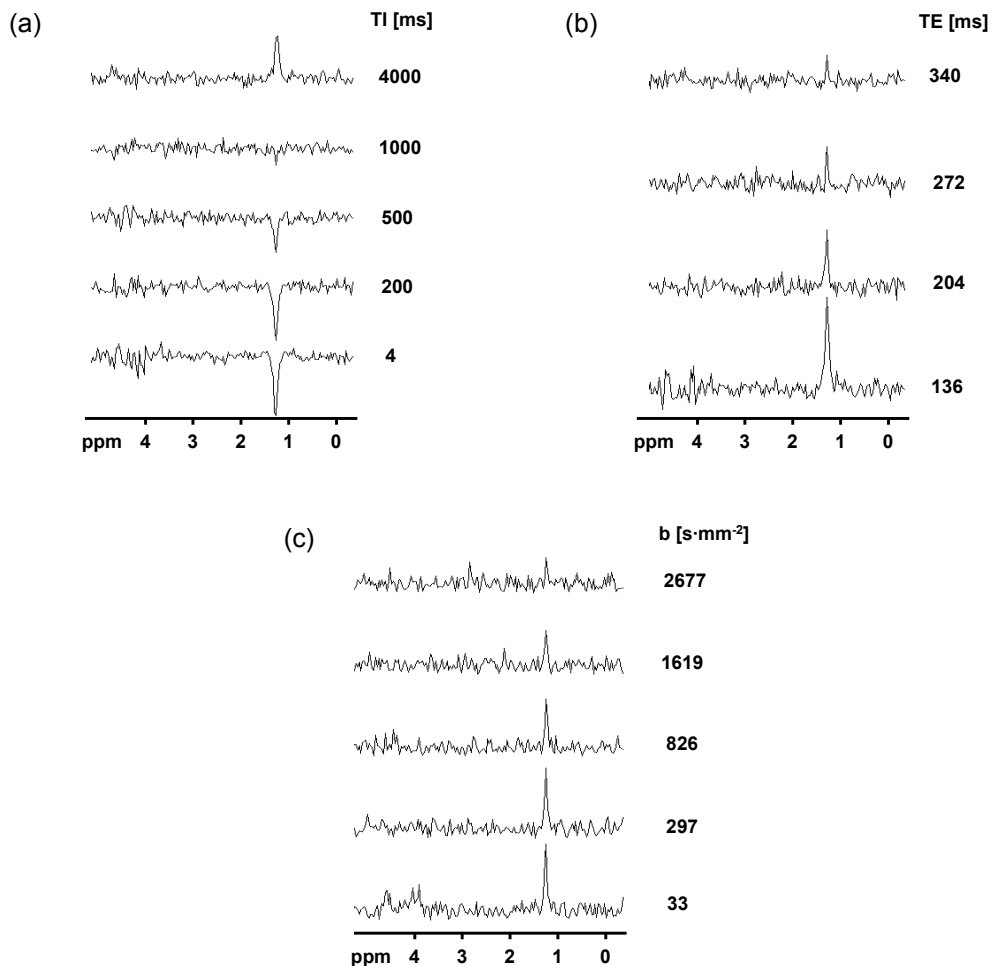 (a)
TI [ms]
4000
1000
500
200
4
ppm 4 3 2 1 0
(b)
TE [ms]
340
272
204
136
ppm 4 3 2 1 0
(c)
b [s·mm⁻²]
2677
1619
826
297
33
ppm 4 3 2 1 0